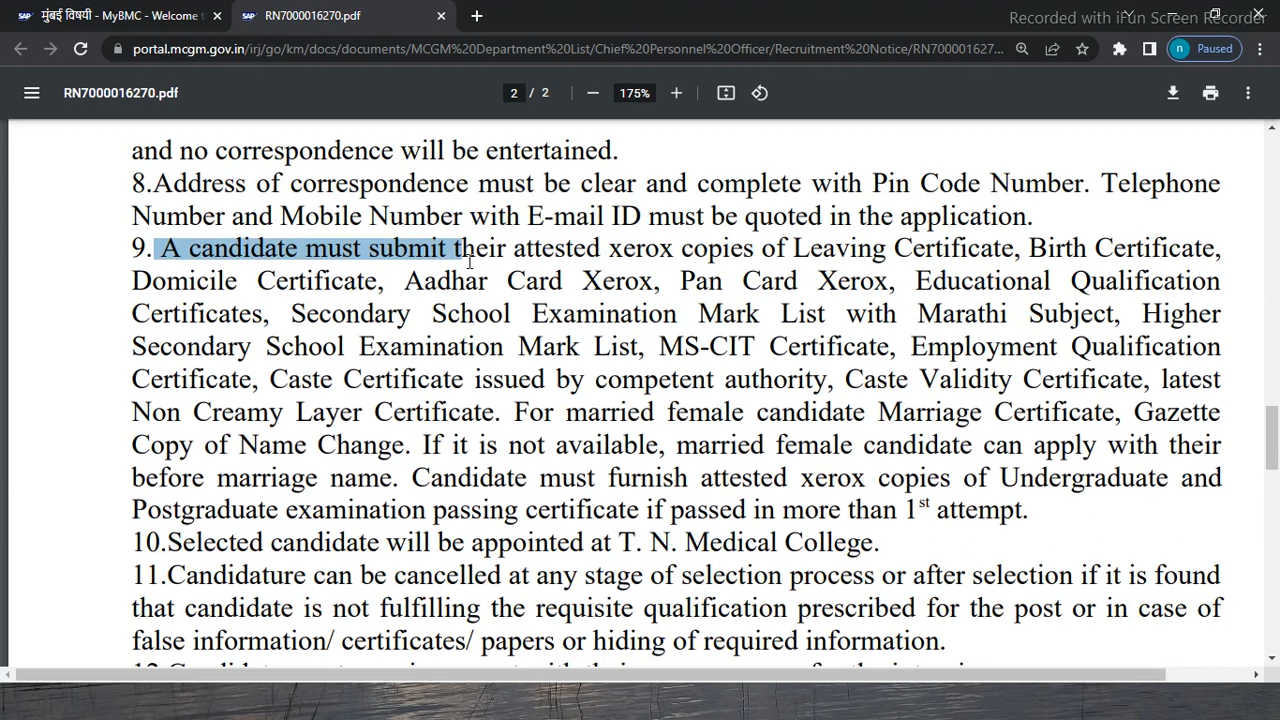 Recorded with iFun Screen Recorder
मुंबई विषयी - MyBMC - Welcome t
RN7000016270.pdf
portal.mcgm.gov.in/irj/go/km/docs/documents/MCGM%20Department%20List/Chief%20Personnel%20Officer/Recruitment%20Notice/RN700001627...
n Paused
RN7000016270.pdf
2 / 2
175%
and no correspondence will be entertained.
8.Address of correspondence must be clear and complete with Pin Code Number. Telephone
Number and Mobile Number with E-mail ID must be quoted in the application.
9. A candidate must submit their attested xerox copies of Leaving Certificate, Birth Certificate,
Domicile Certificate, Aadhar Card Xerox, Pan Card Xerox, Educational Qualification
Certificates, Secondary School Examination Mark List with Marathi Subject, Higher
Secondary School Examination Mark List, MS-CIT Certificate, Employment Qualification
Certificate, Caste Certificate issued by competent authority, Caste Validity Certificate, latest
Non Creamy Layer Certificate. For married female candidate Marriage Certificate, Gazette
Copy of Name Change. If it is not available, married female candidate can apply with their
before marriage name. Candidate must furnish attested xerox copies of Undergraduate and
Postgraduate examination passing certificate if passed in more than 1st attempt.
10.Selected candidate will be appointed at T. N. Medical College.
11.Candidature can be cancelled at any stage of selection process or after selection if it is found
that candidate is not fulfilling the requisite qualification prescribed for the post or in case of
false information/ certificates/ papers or hiding of required information.